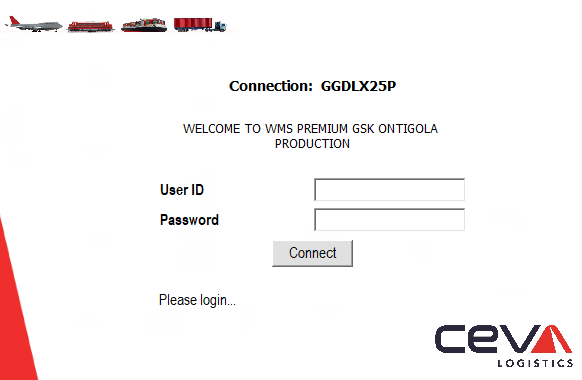 Connection: GGDLX25P
WELCOME TO WMS PREMIUM GSK ONTIGOLA
PRODUCTION
User ID
Password
Connect
Please login...
CEVA
LOGISTICS